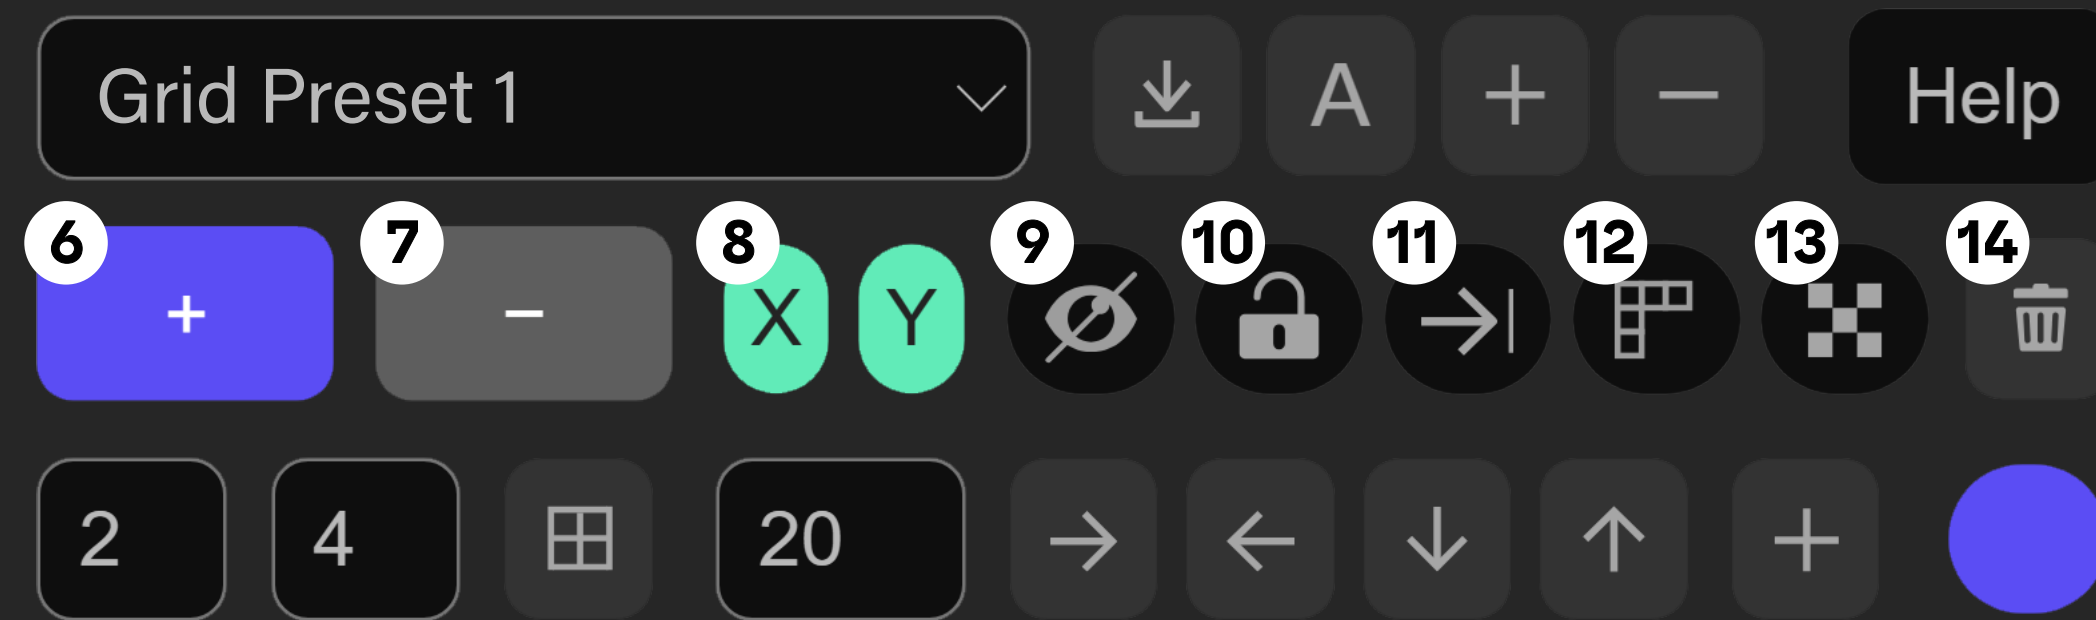 Grid Preset 1 A + − Help
6 7 8 9 10 11 12 13 14
+ − X Y
2 4 20 +